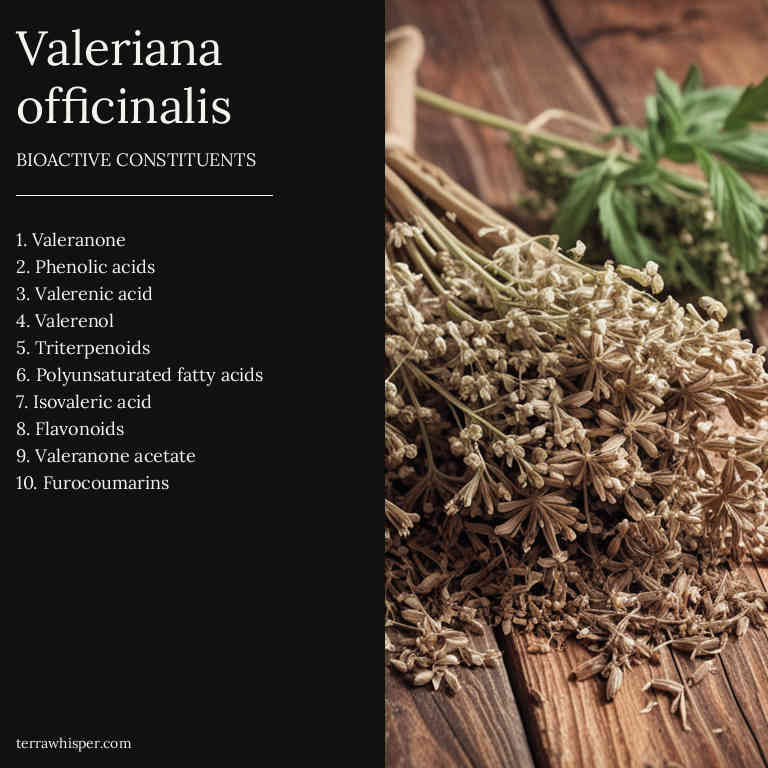 Valeriana
officinalis
BIOACTIVE CONSTITUENTS
1. Valeranone
2. Phenolic acids
3. Valerenic acid
4. Valerenol
5. Triterpenoids
6. Polyunsaturated fatty acids
7. Isovaleric acid
8. Flavonoids
9. Valeranone acetate
10. Furocoumarins
terrawhisper.com